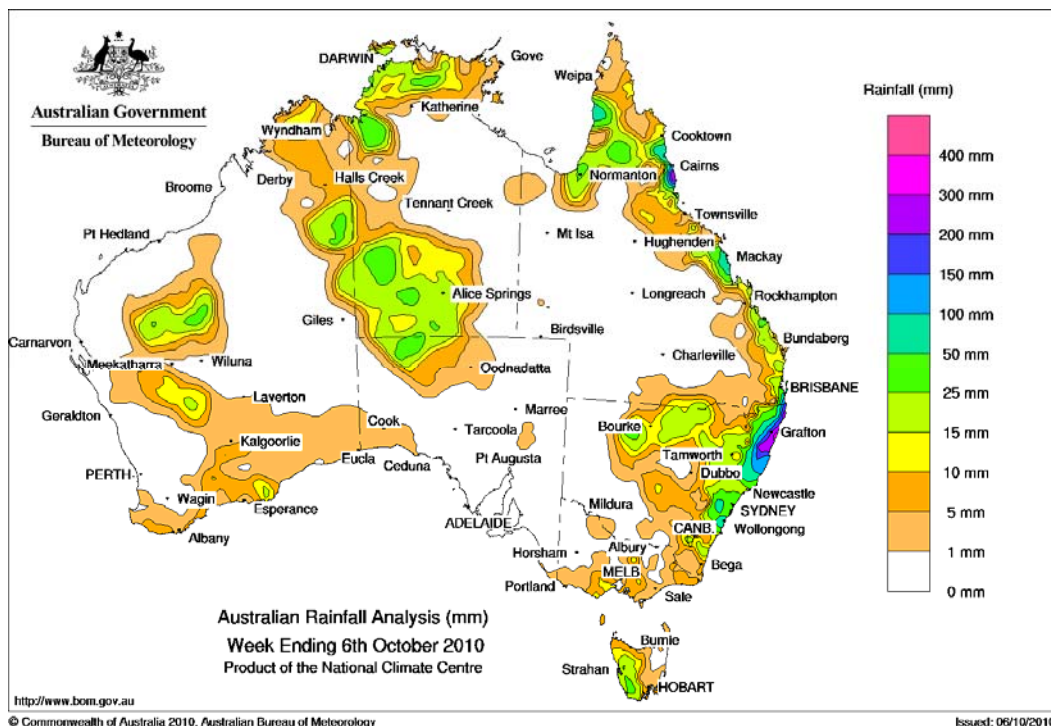 Australian Government
Bureau of Meteorology
DARWIN
Gove
Weipa
Katherine
Wyndham
Cooktown
Cairns
Derby
Halls Creek
Normanton
Broome
Tennant Creek
Townsville
Pt Hedland
Mt Isa
Hughenden
Mackay
Alice Springs
Longreach
Rockhampton
Giles
Birdsville
Bundaberg
Carnarvon
Meekatharra
Wiluna
Charleville
Oodnadatta
BRISBANE
Laverton
Geraldton
Marree
Cook
Bourke
Grafton
Kalgoorlie
Tarcoola
Tamworth
Eucla
Ceduna
Pt Augusta
Dubbo
PERTH
Wagin
Esperance
Mildura
Newcastle
SYDNEY
Albany
ADELAIDE
CANB.
Wollongong
Horsham
Albury
Bega
Portland
MELB
Sale
Burnie
Strahan
HOBART
Rainfall (mm)
400 mm
300 mm
200 mm
150 mm
100 mm
50 mm
25 mm
15 mm
10 mm
5 mm
1 mm
0 mm
Australian Rainfall Analysis (mm)
Week Ending 6th October 2010
Product of the National Climate Centre
http://www.bom.gov.au
© Commonwealth of Australia 2010, Australian Bureau of Meteorology
Issued: 06/10/2010